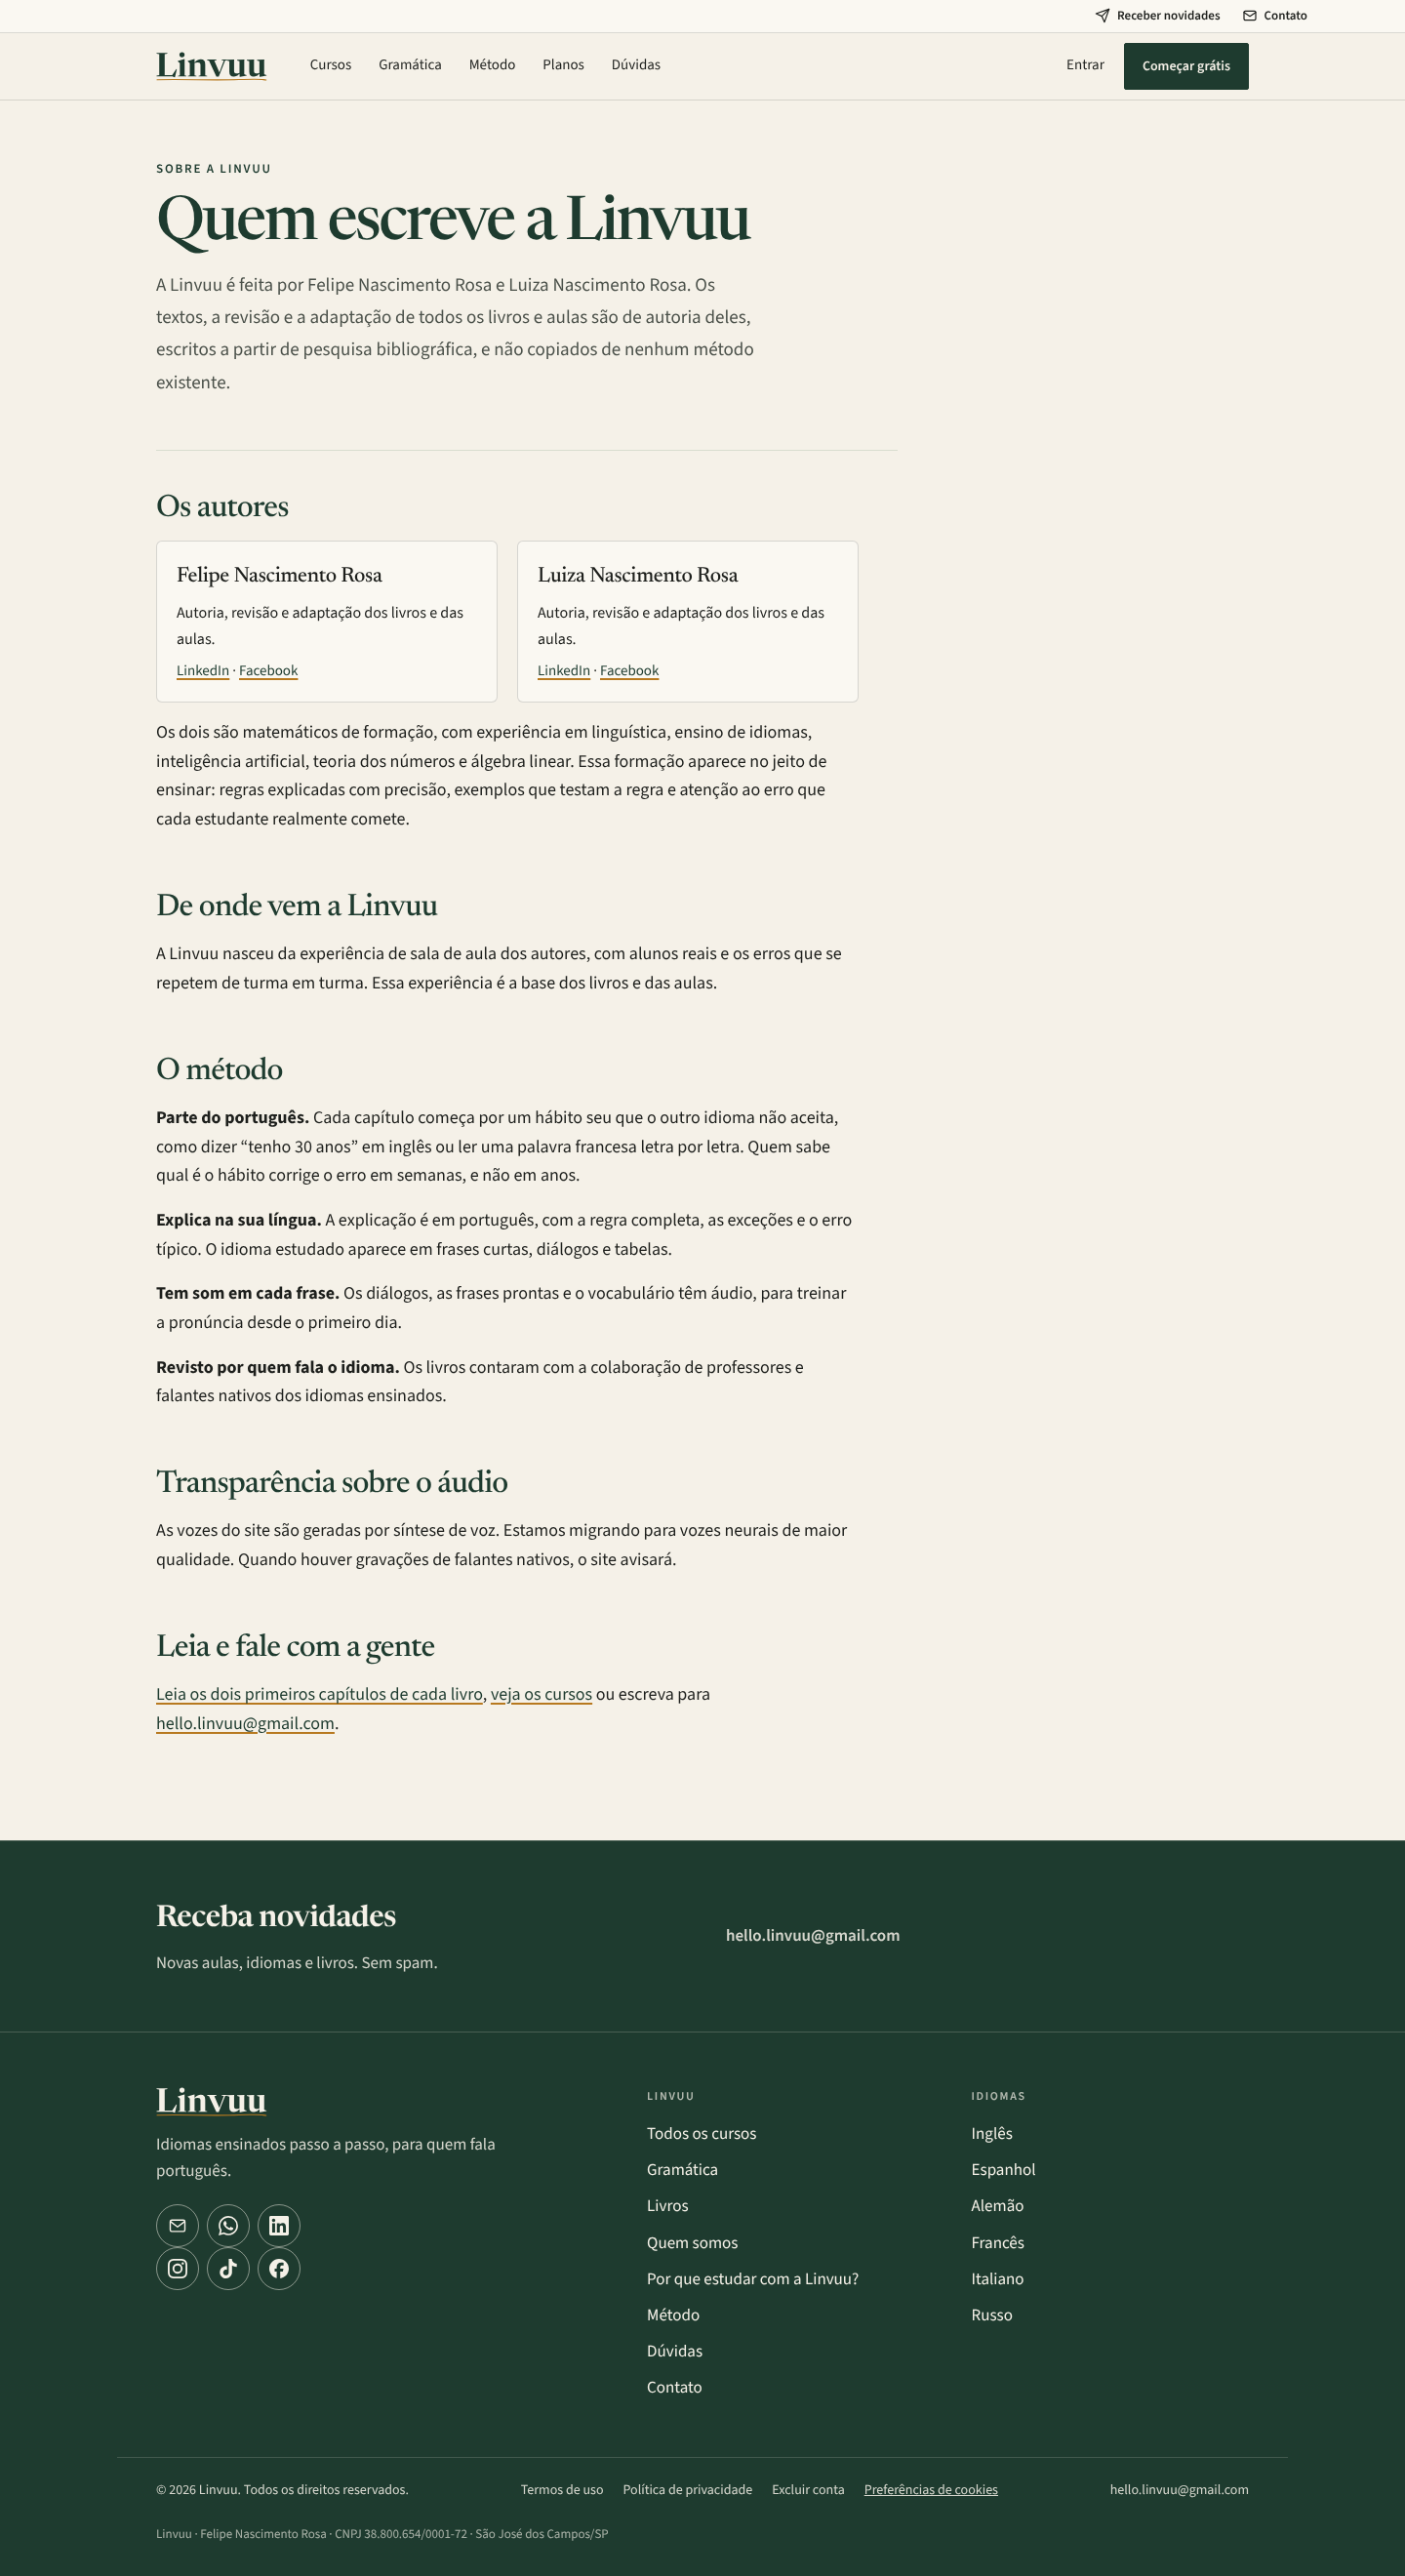 Receber novidades
Contato
Linvuu
Cursos
Gramática
Método
Planos
Dúvidas
Entrar
Começar grátis
SOBRE A LINVUU
Quem escreve a Linvuu
A Linvuu é feita por Felipe Nascimento Rosa e Luiza Nascimento Rosa. Os
textos, a revisão e a adaptação de todos os livros e aulas são de autoria deles,
escritos a partir de pesquisa bibliográfica, e não copiados de nenhum método
existente.
Os autores
Felipe Nascimento Rosa
Autoria, revisão e adaptação dos livros e das
aulas.
LinkedIn · Facebook
Luiza Nascimento Rosa
Autoria, revisão e adaptação dos livros e das
aulas.
LinkedIn · Facebook
Os dois são matemáticos de formação, com experiência em linguística, ensino de idiomas,
inteligência artificial, teoria dos números e álgebra linear. Essa formação aparece no jeito de
ensinar: regras explicadas com precisão, exemplos que testam a regra e atenção ao erro que
cada estudante realmente comete.
De onde vem a Linvuu
A Linvuu nasceu da experiência de sala de aula dos autores, com alunos reais e os erros que se
repetem de turma em turma. Essa experiência é a base dos livros e das aulas.
O método
Parte do português. Cada capítulo começa por um hábito seu que o outro idioma não aceita,
como dizer “tenho 30 anos” em inglês ou ler uma palavra francesa letra por letra. Quem sabe
qual é o hábito corrige o erro em semanas, e não em anos.
Explica na sua língua. A explicação é em português, com a regra completa, as exceções e o erro
típico. O idioma estudado aparece em frases curtas, diálogos e tabelas.
Tem som em cada frase. Os diálogos, as frases prontas e o vocabulário têm áudio, para treinar
a pronúncia desde o primeiro dia.
Revisto por quem fala o idioma. Os livros contaram com a colaboração de professores e
falantes nativos dos idiomas ensinados.
Transparência sobre o áudio
As vozes do site são geradas por síntese de voz. Estamos migrando para vozes neurais de maior
qualidade. Quando houver gravações de falantes nativos, o site avisará.
Leia e fale com a gente
Leia os dois primeiros capítulos de cada livro, veja os cursos ou escreva para
hello.linvuu@gmail.com.
Receba novidades
Novas aulas, idiomas e livros. Sem spam.
hello.linvuu@gmail.com
Linvuu
Idiomas ensinados passo a passo, para quem fala
português.
LINVUU
Todos os cursos
Gramática
Livros
Quem somos
Por que estudar com a Linvuu?
Método
Dúvidas
Contato
IDIOMAS
Inglês
Espanhol
Alemão
Francês
Italiano
Russo
© 2026 Linvuu. Todos os direitos reservados.
Termos de uso
Política de privacidade
Excluir conta
Preferências de cookies
hello.linvuu@gmail.com
Linvuu · Felipe Nascimento Rosa · CNPJ 38.800.654/0001-72 · São José dos Campos/SP